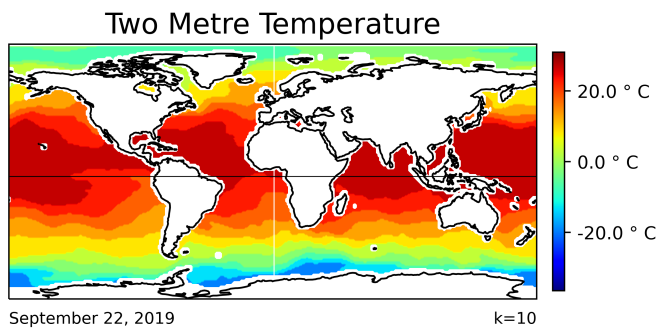 Two Metre Temperature
20.0 ° C
0.0 ° C
-20.0 ° C
September 22, 2019
k=10